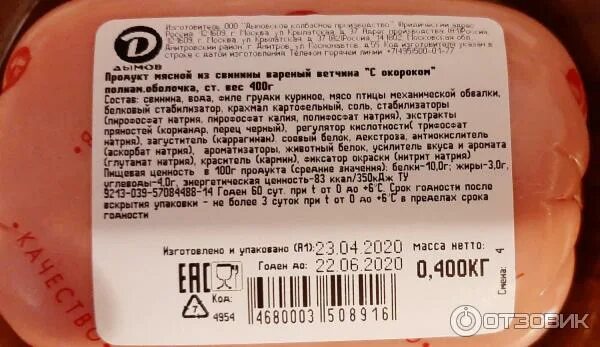 ДЫМОВ
Изготовитель ООО "Дымовское колбасное производство" Юридический адрес
Россия, 121609, г. Москва, ул Крылатская, д. 37 Адрес производства:
Россия, 141802, Московская обл.,
Дмитровский район, г Дмитров, ул Космонавтов, д.55 Код изготовителя указан в
строке с датой изготовления Телефон горячей линии +7(495)500-01-77
Продукт мясной из свинины вареный ветчина "С окороком"
полиам.оболочка, ст. вес 400г
Состав: свинина, вода, филе грудки куриное, мясо птицы механической обвалки,
белковый стабилизатор, крахмал картофельный, соль, стабилизаторы
(пирофосфат натрия, пирофосфат калия, полифосфат натрия), экстракты
пряностей (кориандр, перец черный), регулятор кислотности( трифосфат
натрия), загуститель (каррагинан) соевый белок, декстроза, антиокислитель
(аскорбат натрия), ароматизаторы, животный белок, усилитель вкуса и аромата
(глутамат натрия), краситель (кармин), фиксатор окраски (нитрит натрия)
Пищевая ценность в 100г продукта (средние значения): белки-10,0г; жиры-3,0г,
углеводы-4,0г, энергетическая ценность-83 ккал/350кДж ТУ
9213-039-57084488-14 Годен 60 сут. при t от 0 до +6°С Срок годности после
вскрытия упаковки - не более 3 суток при t от 0 до +6°С в пределах срока
годности
Изготовлено и упаковано (А1): 23.04.2020
Годен до: 22.06.2020
Масса нетто:
0,400КГ
Смена: 4
EAC
7
Код:
4954
4680003 508916
КАЧЕСТВО
ОТЗОВИК